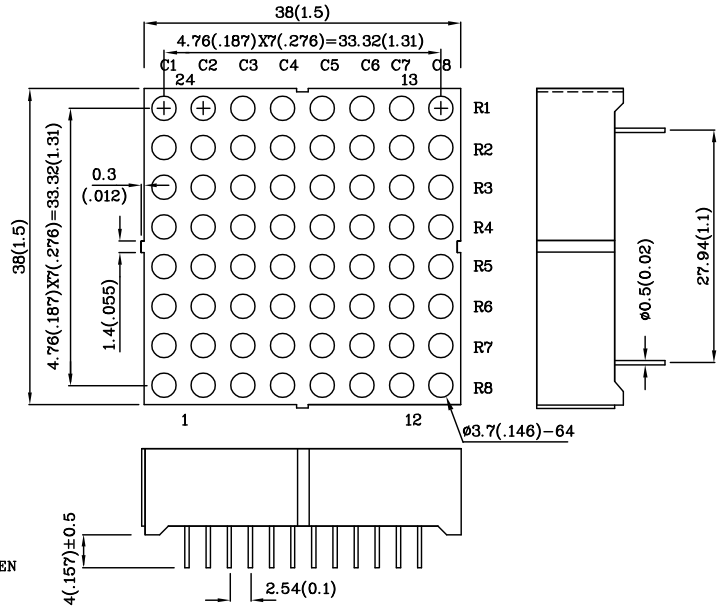 38(1.5)
4.76(.187)X7(.276)=33.32(1.31)
C1 C2 C3 C4 C5 C6 C7 C8
24 13
R1
R2
R3
R4
R5
R6
R7
R8
0.3
(.012)
38(1.5)
4.76(.187)X7(.276)=33.32(1.31)
1.4(.055)
1 12
ø3.7(.146)-64
27.94(1.1)
ø0.5(0.02)
4(.157)±0.5
2.54(0.1)
EN